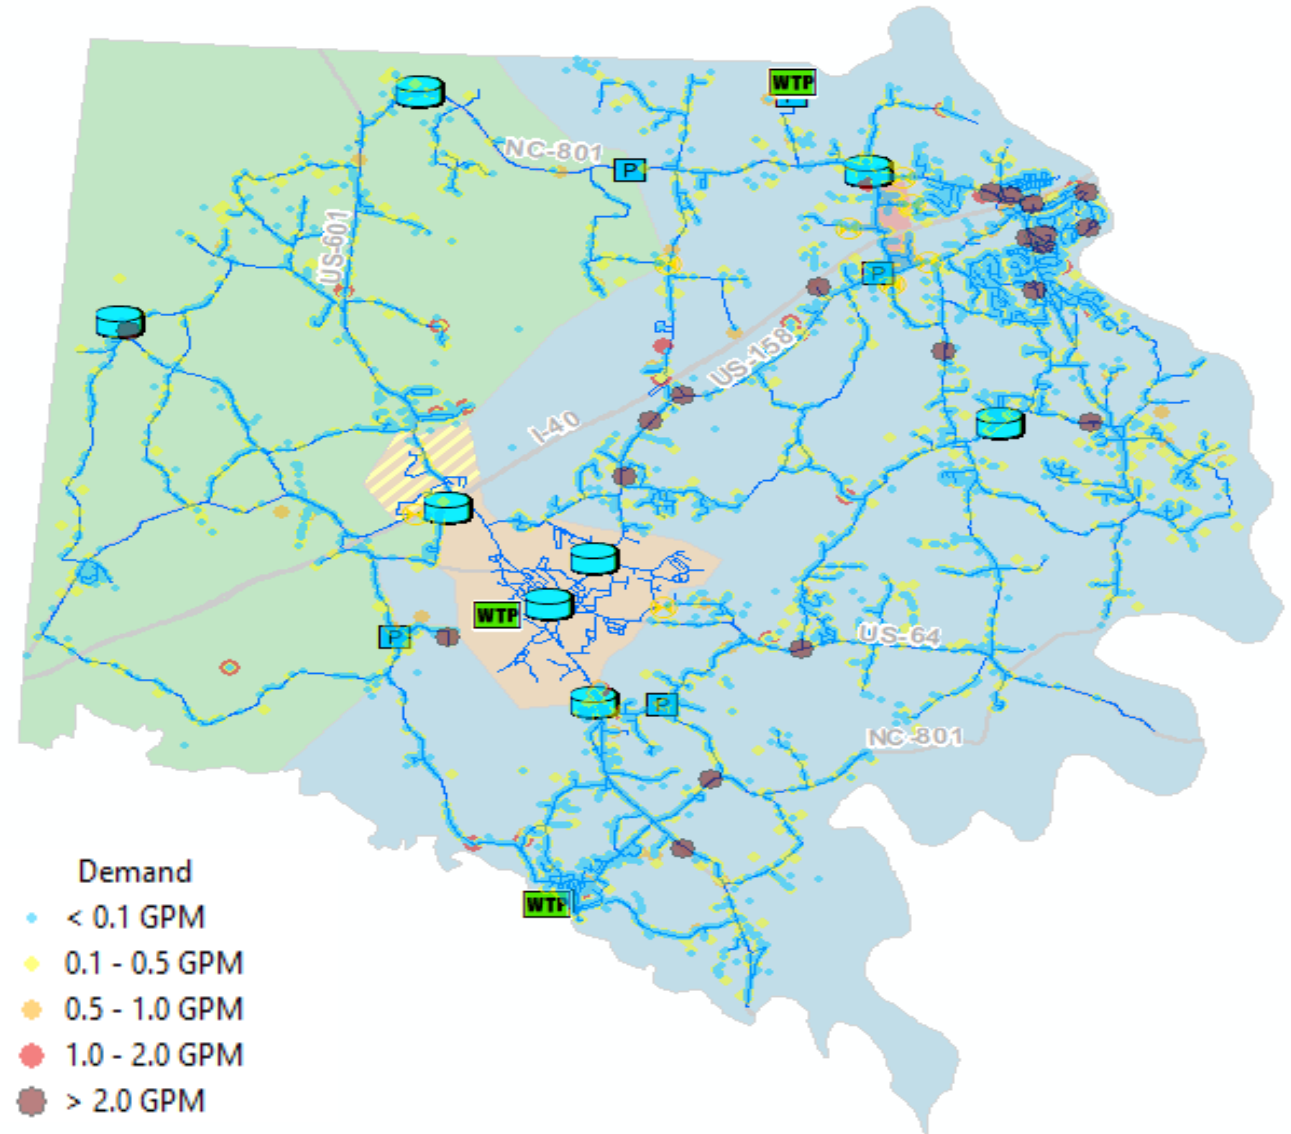 WTP
NC-801
P
US-601
P
US-158
I-40
WTP
P
US-64
P
NC-801
WTP
Demand
< 0.1 GPM
0.1 - 0.5 GPM
0.5 - 1.0 GPM
1.0 - 2.0 GPM
> 2.0 GPM